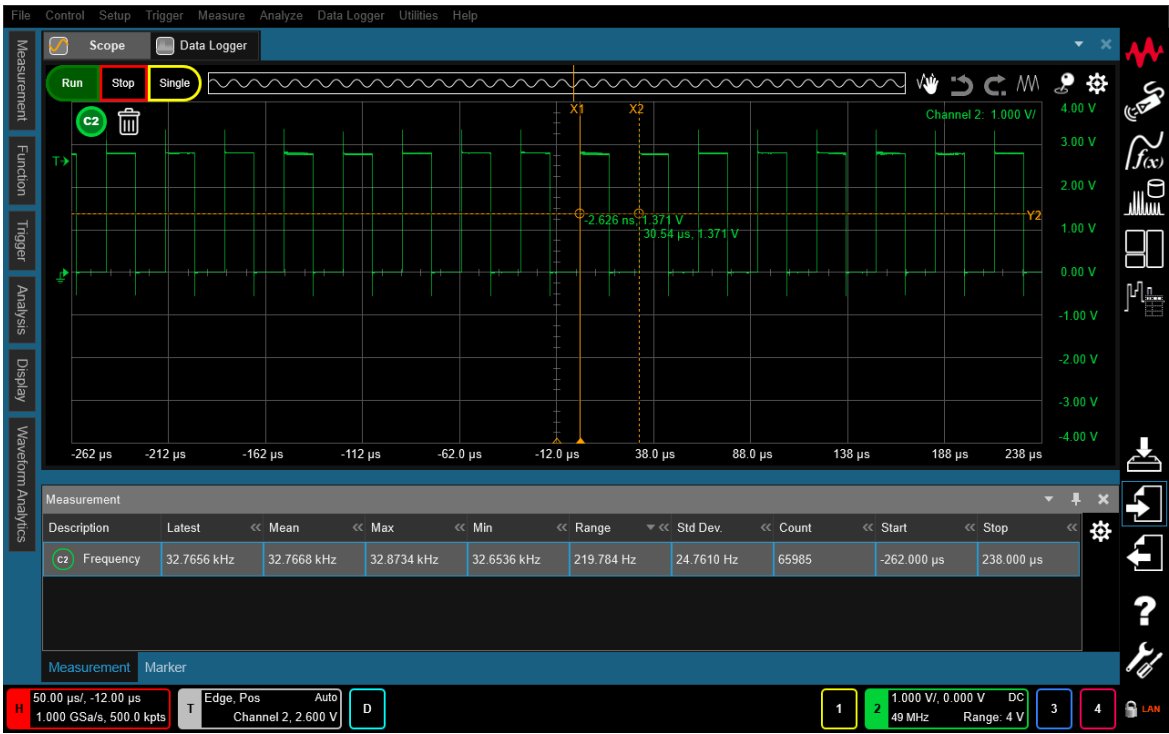 File Control Setup Trigger Measure Analyze Data Logger Utilities Help
Scope Data Logger
Run Stop Single
Measurement
Function
Trigger
Analysis
Display
Waveform Analytics
X1 X2
C2
Channel 2: 1.000 V/
T
4.00 V
3.00 V
2.00 V
1.00 V
0.00 V
-1.00 V
-2.00 V
-3.00 V
-4.00 V
Y2
-2.626 ns, 1.371 V
30.54 µs, 1.371 V
-262 µs -212 µs -162 µs -112 µs -62.0 µs -12.0 µs 38.0 µs 88.0 µs 138 µs 188 µs 238 µs
f(x)
Measurement
Description Latest Mean Max Min Range Std Dev. Count Start Stop
C2 Frequency 32.7656 kHz 32.7668 kHz 32.8734 kHz 32.6536 kHz 219.784 Hz 24.7610 Hz 65985 -262.000 µs 238.000 µs
Measurement Marker
?
H 50.00 µs/, -12.00 µs
1.000 GSa/s, 500.0 kpts
T Edge, Pos Auto
Channel 2, 2.600 V
D
1
2 1.000 V/, 0.000 V DC
49 MHz Range: 4 V
3
4
LAN